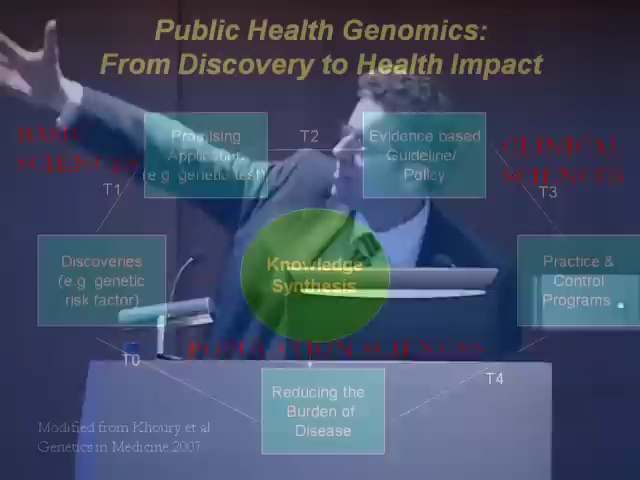 Public Health Genomics:
From Discovery to Health Impact
BASIC
SCIENCES
Promising
Application
(e.g. genetic test)
T2
Evidence based
Guideline/
Policy
CLINICAL
SCIENCES
T1
T3
Discoveries
(e.g. genetic
risk factor)
Knowledge
Synthesis
Practice &
Control
Programs
POPULATION SCIENCES
T0
T4
Reducing the
Burden of
Disease
Modified from Khoury et al
Genetics in Medicine 2007